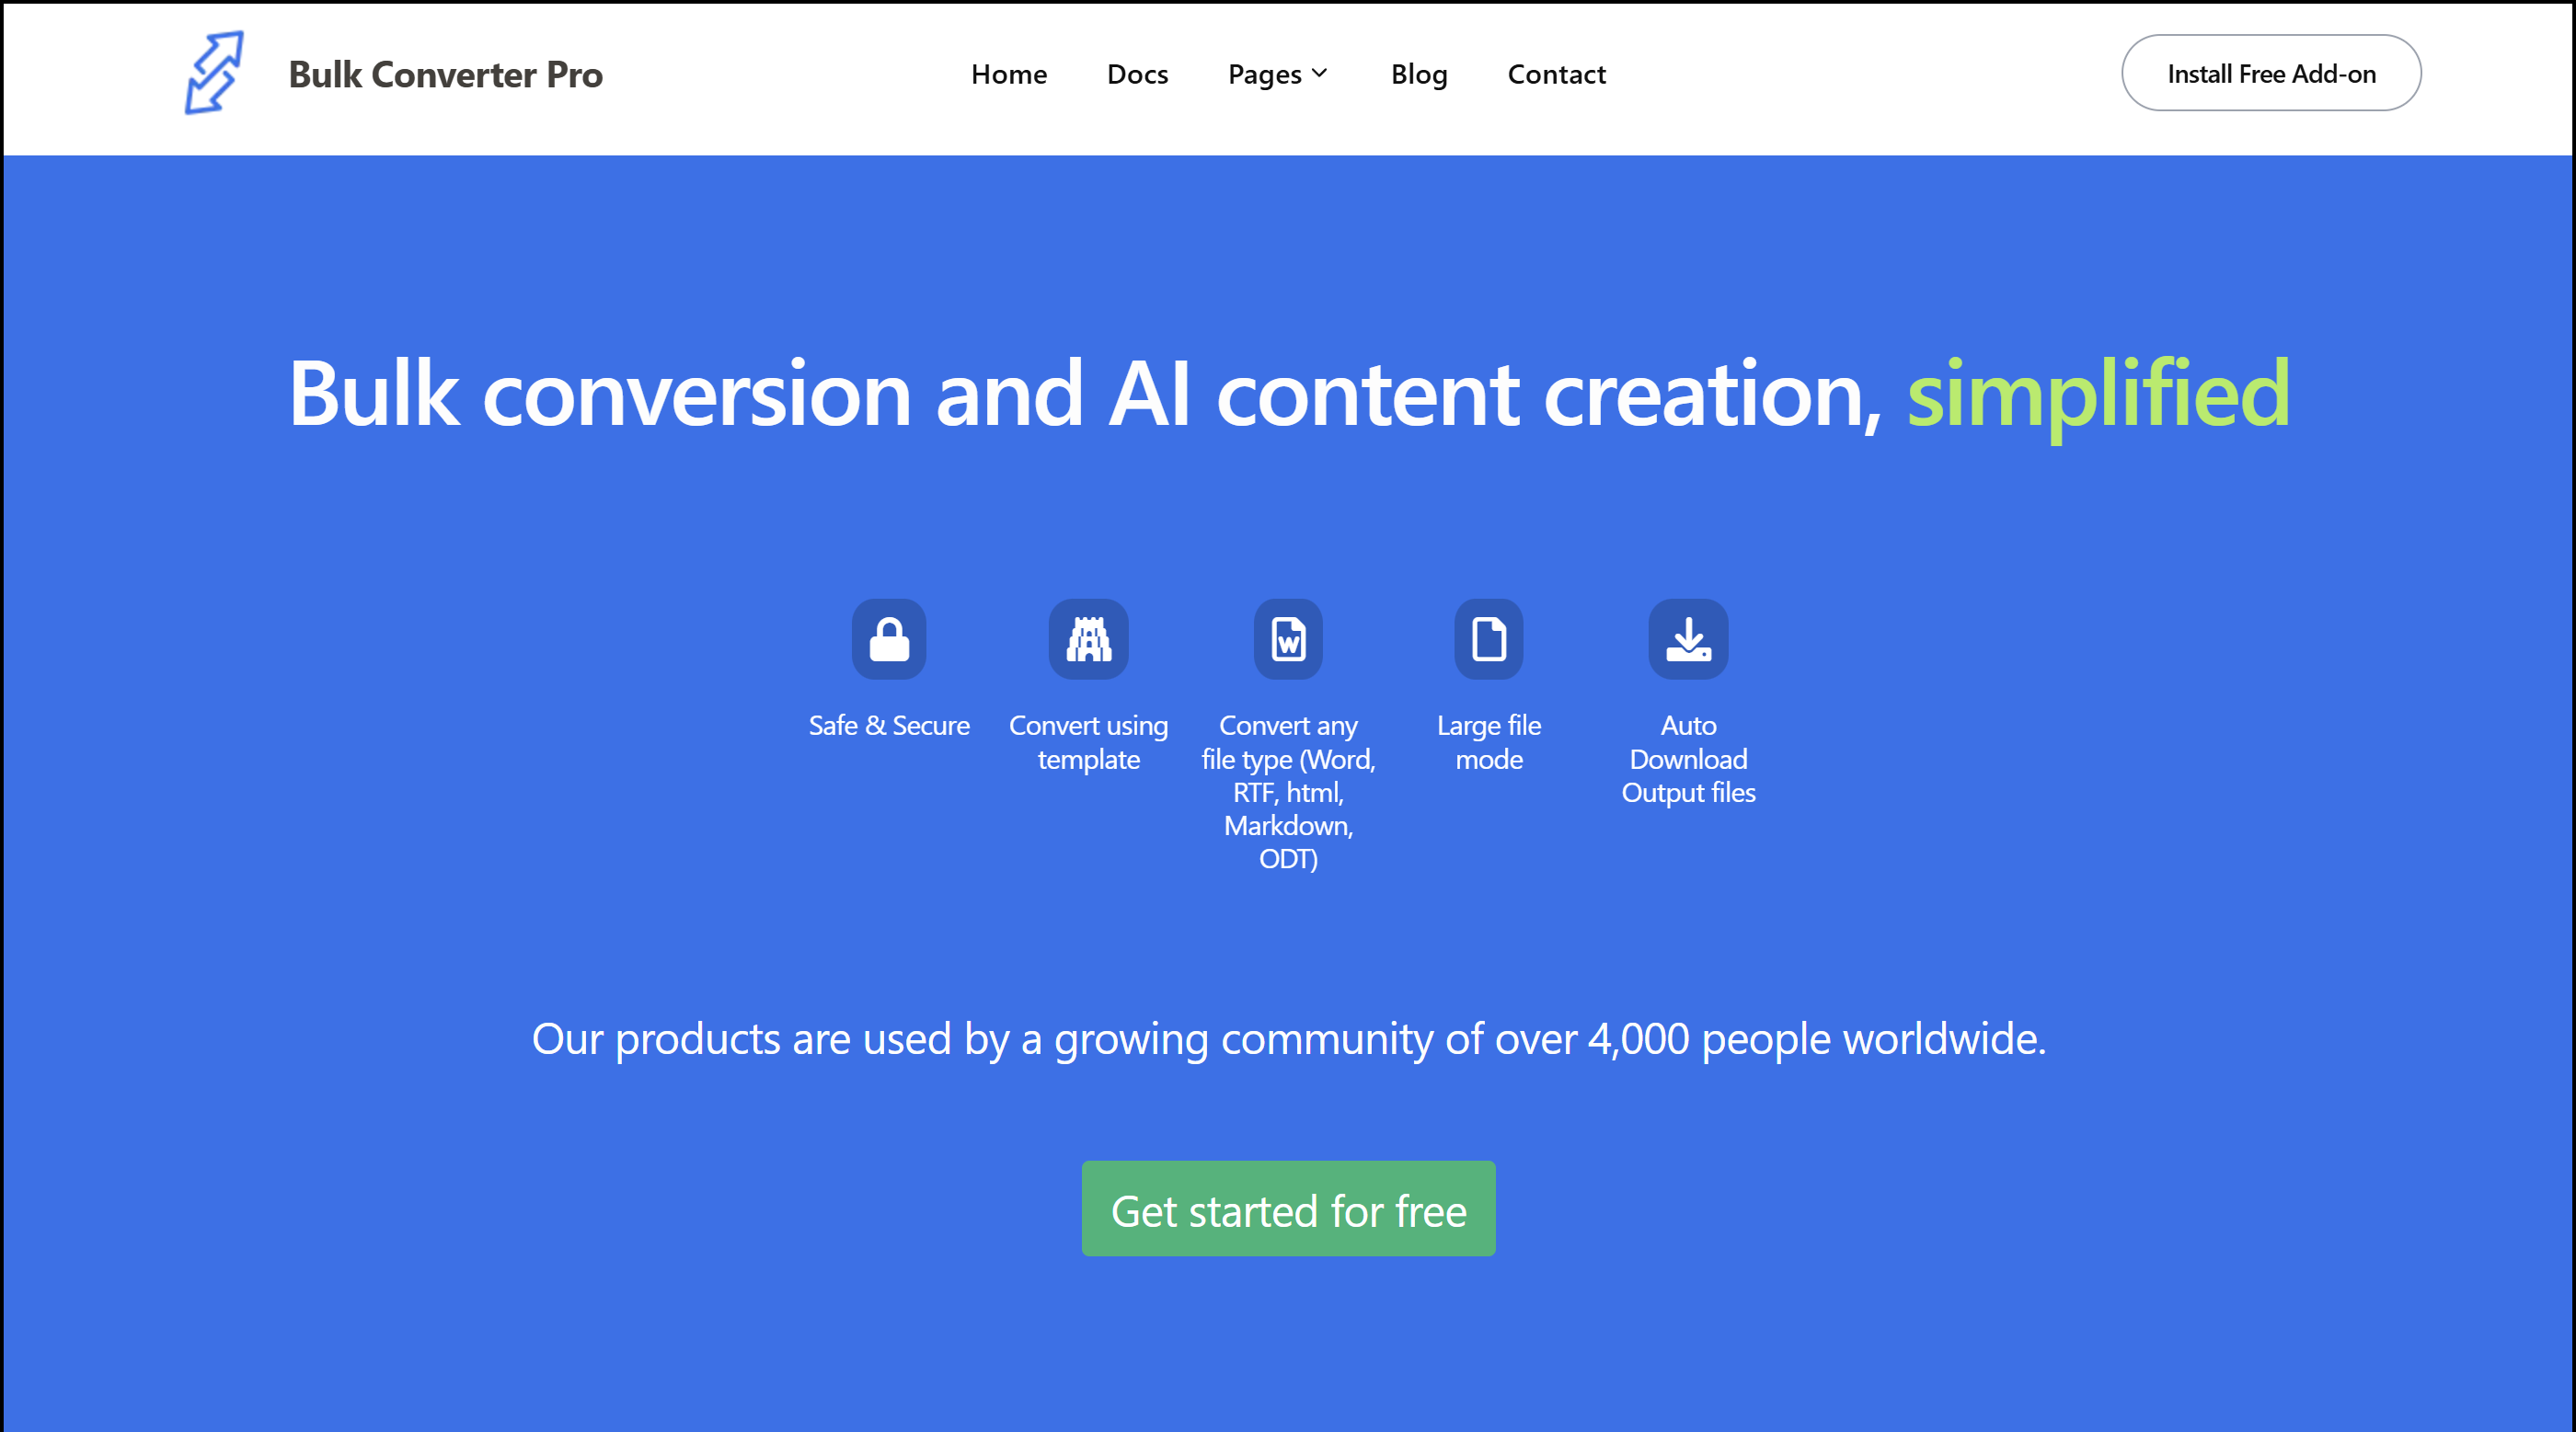 Bulk Converter Pro
Home
Docs
Pages
Blog
Contact
Install Free Add-on
Bulk conversion and AI content creation, simplified
Safe & Secure
Convert using
template
Convert any
file type (Word,
RTF, html,
Markdown,
ODT)
Large file
mode
Auto
Download
Output files
Our products are used by a growing community of over 4,000 people worldwide.
Get started for free